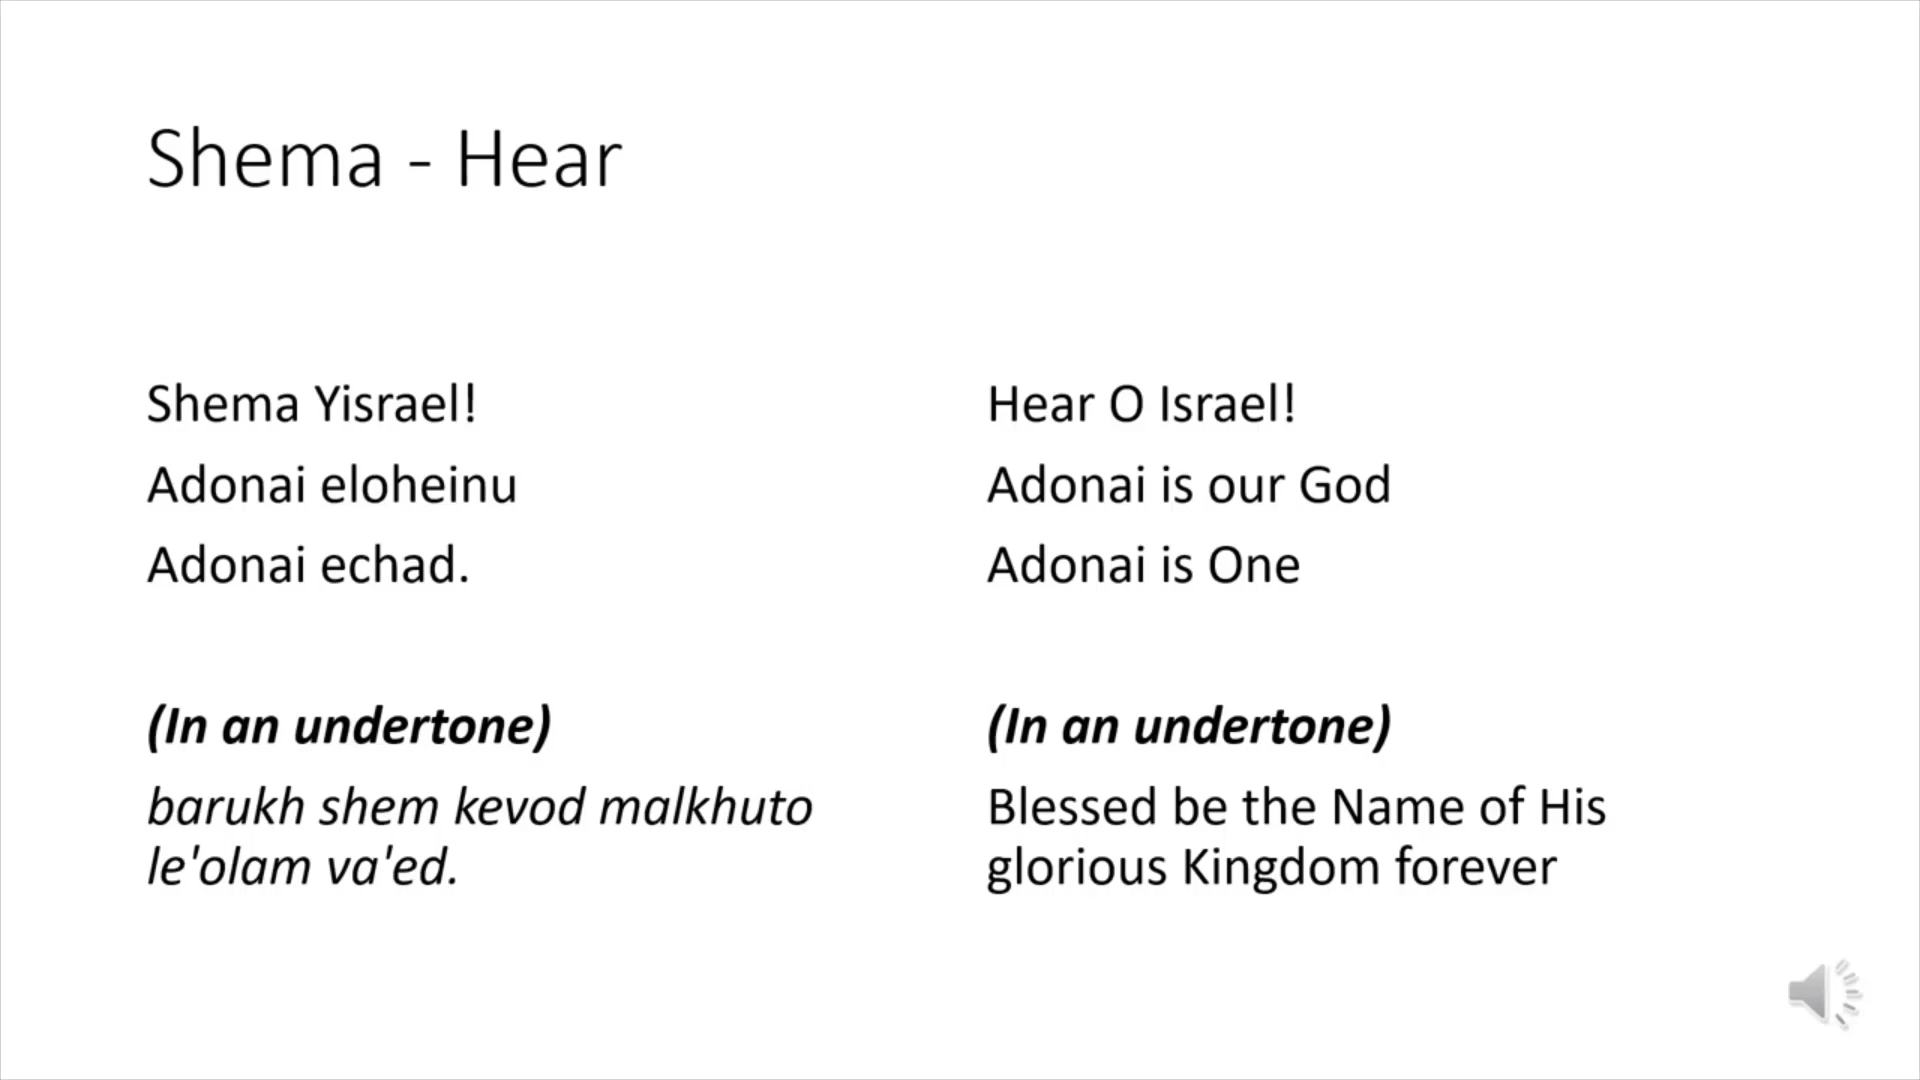 Shema - Hear
Shema Yisrael!
Adonai eloheinu
Adonai echad.
(In an undertone)
barukh shem kevod malkhuto
le'olam va'ed.
Hear O Israel!
Adonai is our God
Adonai is One
(In an undertone)
Blessed be the Name of His
glorious Kingdom forever